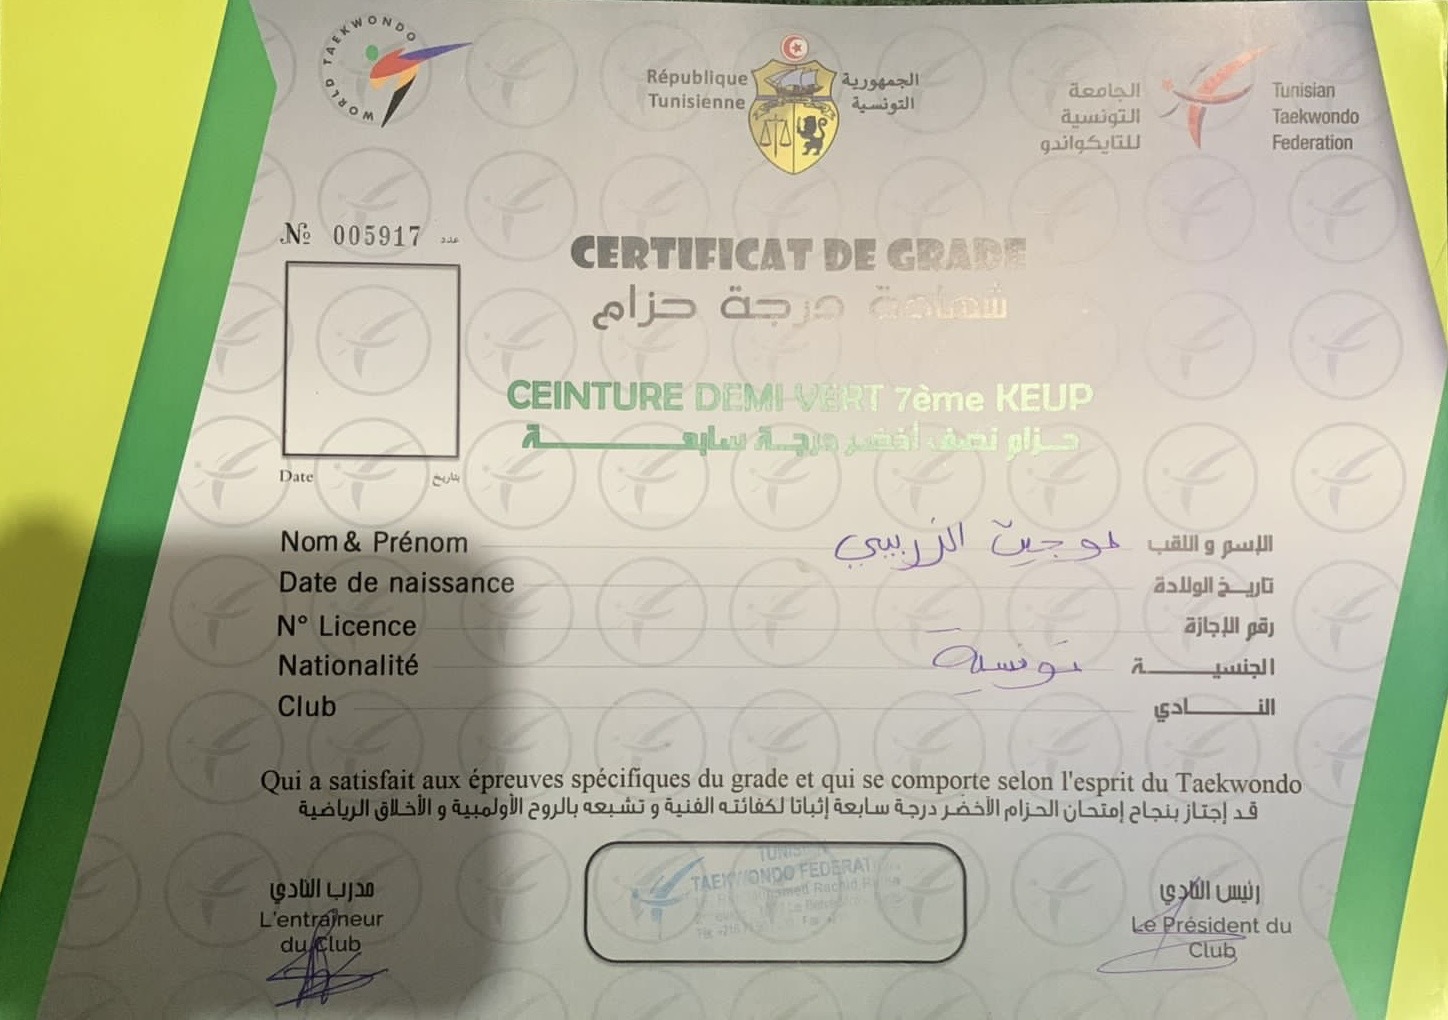 WORLD TAEKWONDO
République
Tunisienne
الجمهورية
التونسية
الجامعة
التونسية
للتايكواندو
Tunisian
Taekwondo
Federation
№ 005917 عدد
CERTIFICAT DE GRADE
شهادة درجة حزام
CEINTURE DEMI VERT 7ème KEUP
حزام نصف أخضر درجة سابعة
Date بتاريخ
Nom & Prénom الزريبي الإسم و اللقب
Date de naissance تاريخ الولادة
N° Licence رقم الإجازة
Nationalité تونسية الجنسية
Club النادي
Qui a satisfait aux épreuves spécifiques du grade et qui se comporte selon l'esprit du Taekwondo
قد إجتاز بنجاح إمتحان الحزام الأخضر درجة سابعة إثباتا لكفائته الفنية و تشبعه بالروح الأولمبية و الأخلاق الرياضية
مدرب النادي
L'entraîneur
du Club
TAEKWONDO FEDERAT
رئيس النادي
Le Président du
Club